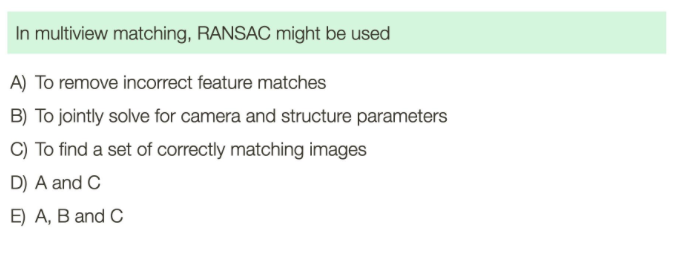 In multiview matching, RANSAC might be used
A) To remove incorrect feature matches
B) To jointly solve for camera and structure parameters
C) To find a set of correctly matching images
D) A and C
E) A, B and C